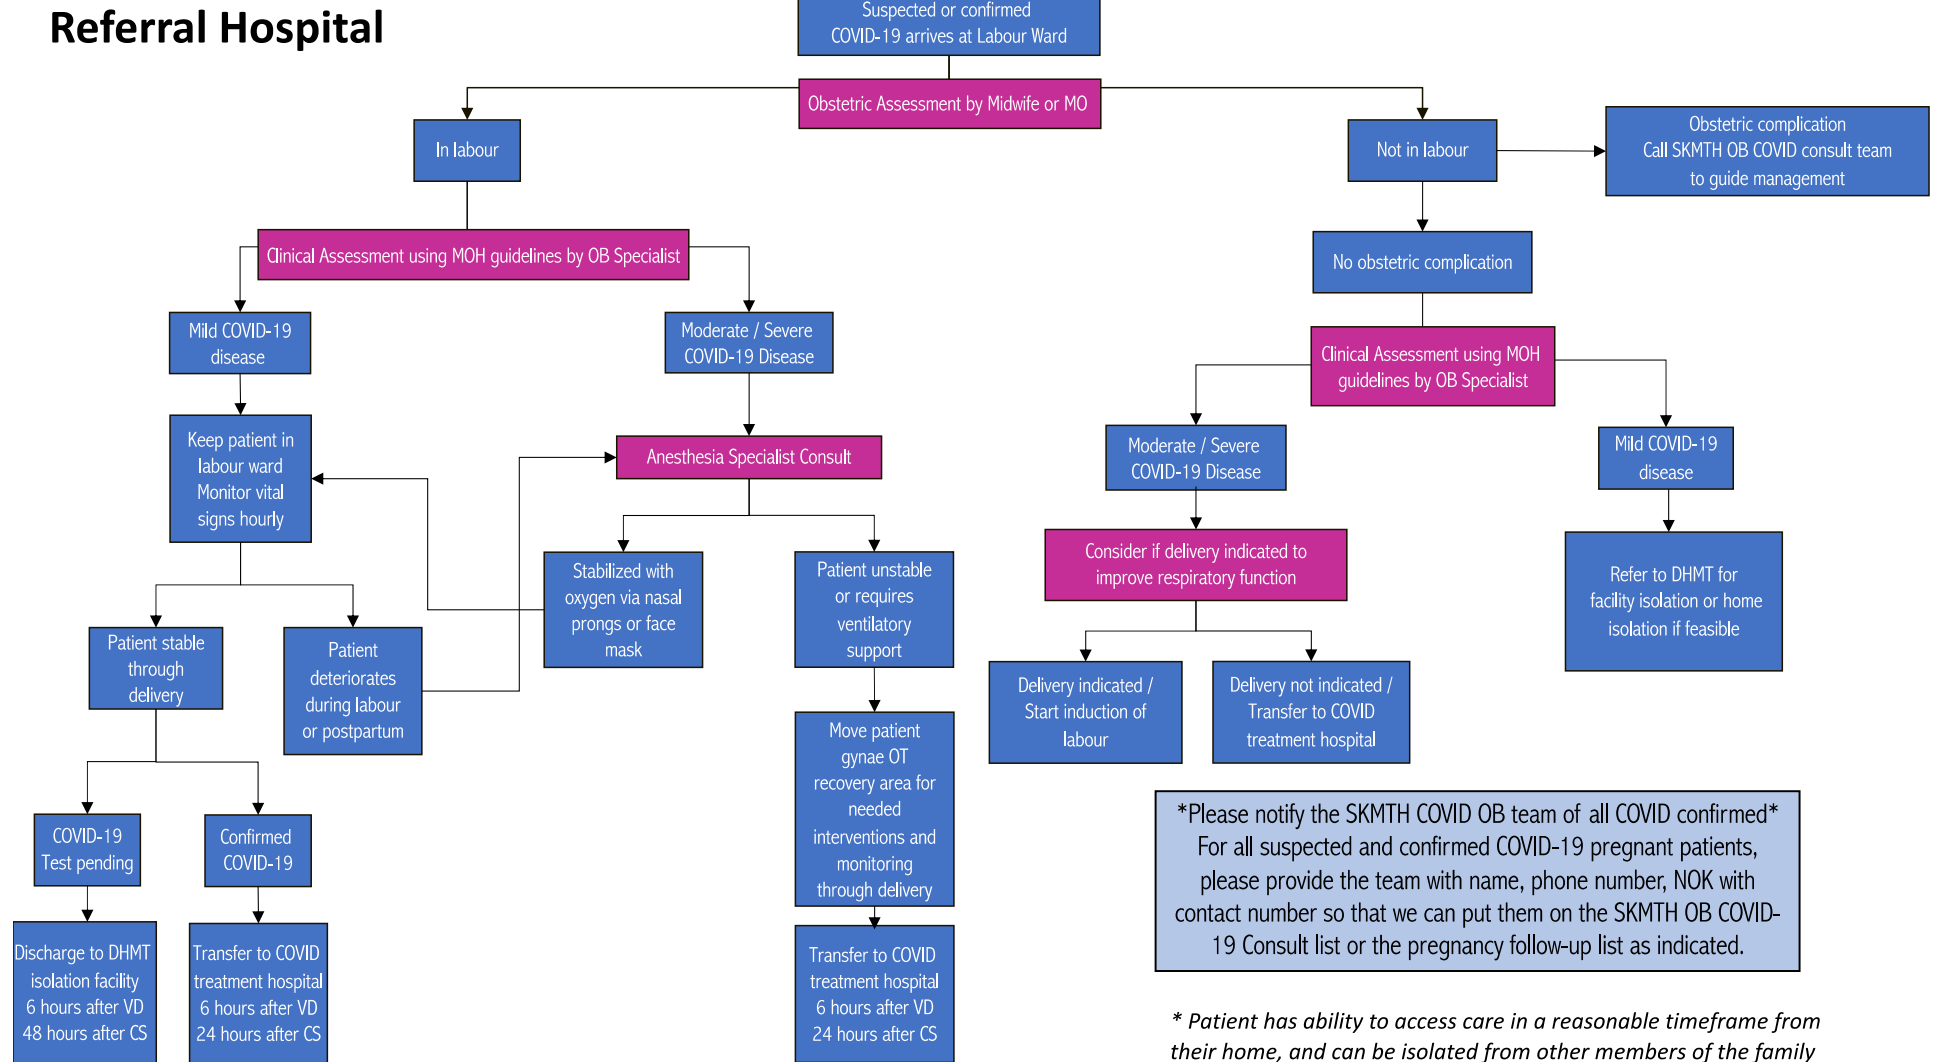 Referral Hospital
Suspected or confirmed
COVID-19 arrives at Labour Ward
Obstetric Assessment by Midwife or MO
In labour
Not in labour
Obstetric complication
Call SKMTH OB COVID consult team
to guide management
Clinical Assessment using MOH guidelines by OB Specialist
No obstetric complication
Mild COVID-19
disease
Moderate / Severe
COVID-19 Disease
Clinical Assessment using MOH
guidelines by OB Specialist
Keep patient in
labour ward
Monitor vital
signs hourly
Anesthesia Specialist Consult
Moderate / Severe
COVID-19 Disease
Mild COVID-19
disease
Stabilized with
oxygen via nasal
prongs or face
mask
Patient unstable
or requires
ventilatory
support
Consider if delivery indicated to
improve respiratory function
Refer to DHMT for
facility isolation or home
isolation if feasible
Patient stable
through
delivery
Patient
deteriorates
during labour
or postpartum
Delivery indicated /
Start induction of
labour
Delivery not indicated /
Transfer to COVID
treatment hospital
Move patient
gynae OT
recovery area for
needed
interventions and
monitoring
through delivery
COVID-19
Test pending
Confirmed
COVID-19
Discharge to DHMT
isolation facility
6 hours after VD
48 hours after CS
Transfer to COVID
treatment hospital
6 hours after VD
24 hours after CS
Transfer to COVID
treatment hospital
6 hours after VD
24 hours after CS
*Please notify the SKMTH COVID OB team of all COVID confirmed*
For all suspected and confirmed COVID-19 pregnant patients,
please provide the team with name, phone number, NOK with
contact number so that we can put them on the SKMTH OB COVID-
19 Consult list or the pregnancy follow-up list as indicated.
* Patient has ability to access care in a reasonable timeframe from
their home, and can be isolated from other members of the family